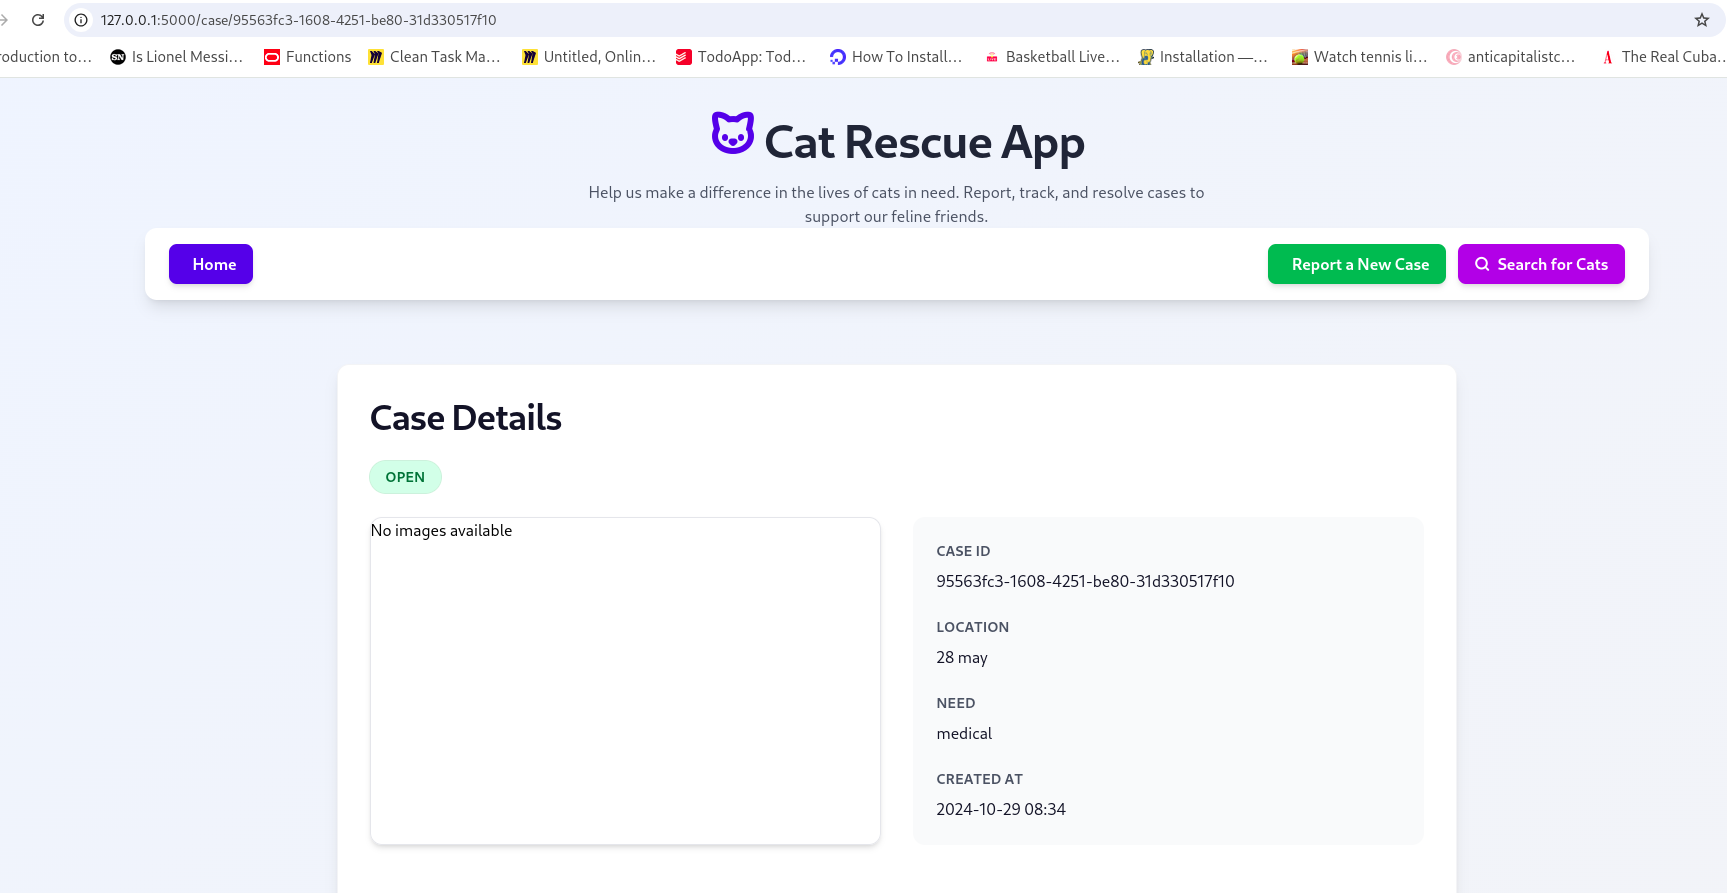 127.0.0.1:5000/case/95563fc3-1608-4251-be80-31d330517f10
roduction to... Is Lionel Messi... Functions Clean Task Ma... Untitled, Onlin... TodoApp: Tod... How To Install... Basketball Live... Installation —... Watch tennis li... anticapitalistc... The Real Cuba..
Cat Rescue App
Help us make a difference in the lives of cats in need. Report, track, and resolve cases to
support our feline friends.
Home Report a New Case Search for Cats
Case Details
OPEN
No images available
CASE ID
95563fc3-1608-4251-be80-31d330517f10
LOCATION
28 may
NEED
medical
CREATED AT
2024-10-29 08:34